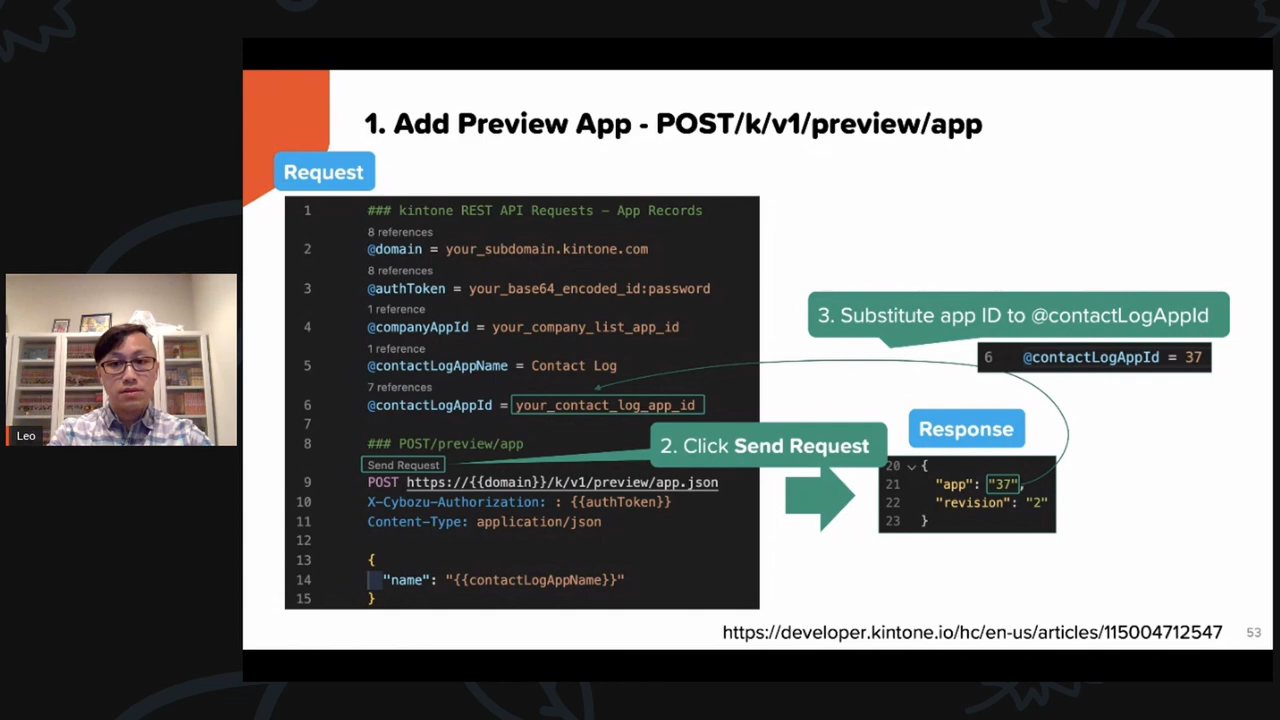 1. Add Preview App - POST/k/v1/preview/app
Request
1 ### kintone REST API Requests – App Records
8 references
2 @domain = your_subdomain.kintone.com
8 references
3 @authToken = your_base64_encoded_id:password
1 reference
4 @companyAppId = your_company_list_app_id
1 reference
5 @contactLogAppName = Contact Log
7 references
6 @contactLogAppId = your_contact_log_app_id
7
8 ### POST/preview/app
Send Request
9 POST https://{{domain}}/k/v1/preview/app.json
10 X-Cybozu-Authorization: : {{authToken}}
11 Content-Type: application/json
12
13 {
14 "name": "{{contactLogAppName}}"
15 }
2. Click Send Request
3. Substitute app ID to @contactLogAppId
6 @contactLogAppId = 37
Response
20 {
21 "app": "37",
22 "revision": "2"
23 }
https://developer.kintone.io/hc/en-us/articles/115004712547
53
Leo